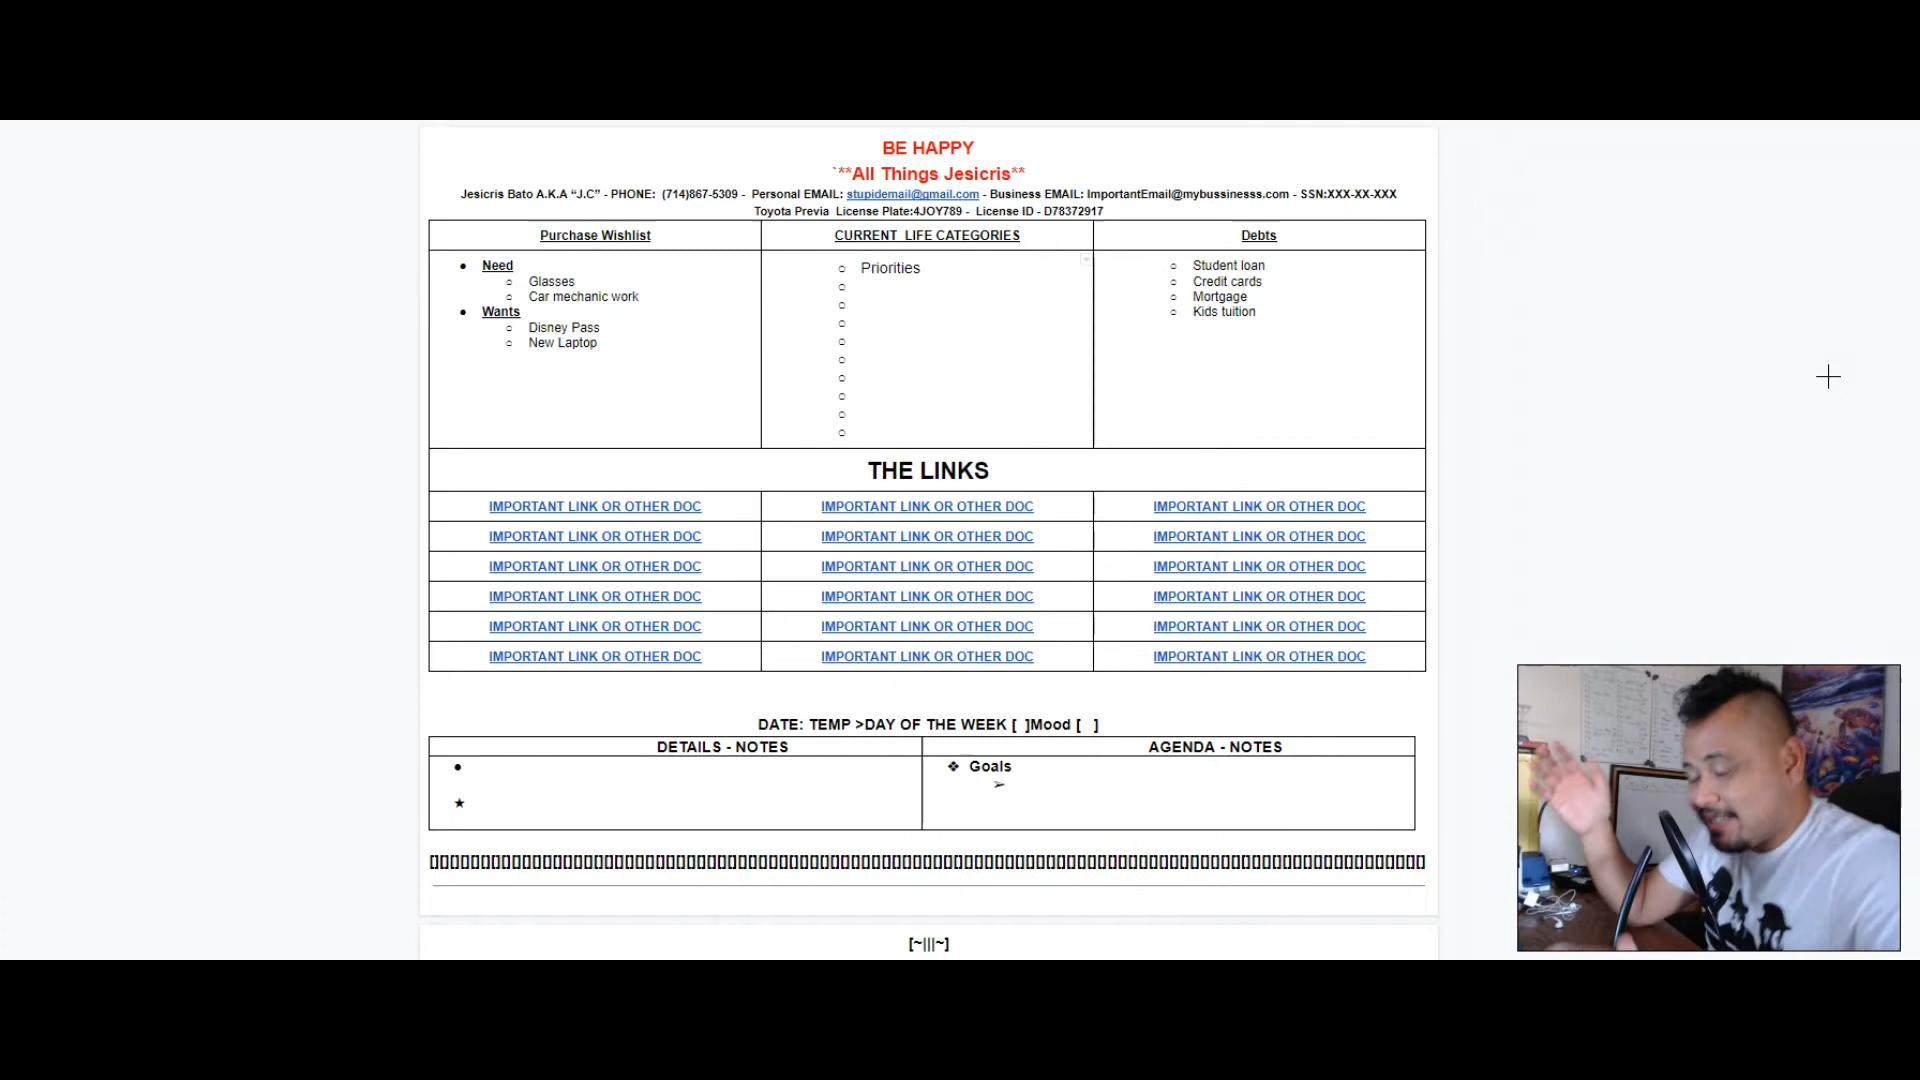 BE HAPPY
`**All Things Jesicris**
Jesicris Bato A.K.A “J.C” - PHONE: (714)867-5309 - Personal EMAIL: stupidemail@gmail.com - Business EMAIL: ImportantEmail@mybussinesss.com - SSN:XXX-XX-XXX
Toyota Previa License Plate:4JOY789 - License ID - D78372917
Purchase Wishlist
● Need
○ Glasses
○ Car mechanic work
● Wants
○ Disney Pass
○ New Laptop
CURRENT LIFE CATEGORIES
○ Priorities
Debts
○ Student loan
○ Credit cards
○ Mortgage
○ Kids tuition
THE LINKS
IMPORTANT LINK OR OTHER DOC IMPORTANT LINK OR OTHER DOC IMPORTANT LINK OR OTHER DOC
IMPORTANT LINK OR OTHER DOC IMPORTANT LINK OR OTHER DOC IMPORTANT LINK OR OTHER DOC
IMPORTANT LINK OR OTHER DOC IMPORTANT LINK OR OTHER DOC IMPORTANT LINK OR OTHER DOC
IMPORTANT LINK OR OTHER DOC IMPORTANT LINK OR OTHER DOC IMPORTANT LINK OR OTHER DOC
IMPORTANT LINK OR OTHER DOC IMPORTANT LINK OR OTHER DOC IMPORTANT LINK OR OTHER DOC
IMPORTANT LINK OR OTHER DOC IMPORTANT LINK OR OTHER DOC IMPORTANT LINK OR OTHER DOC
DATE: TEMP >DAY OF THE WEEK [ ]Mood [ ]
DETAILS - NOTES
AGENDA - NOTES
❖ Goals
➢
[~|||~]